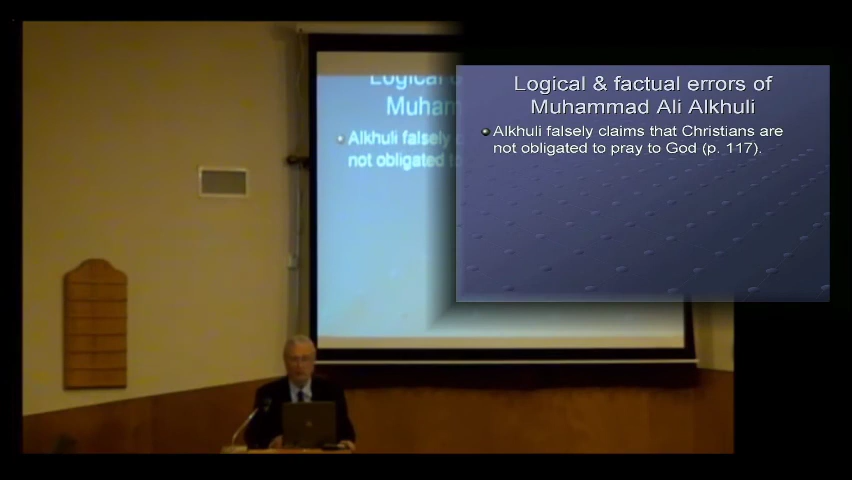 Logical
Muham
Alkhuli falsely
not obligated to
Logical & factual errors of
Muhammad Ali Alkhuli
Alkhuli falsely claims that Christians are
not obligated to pray to God (p. 117).